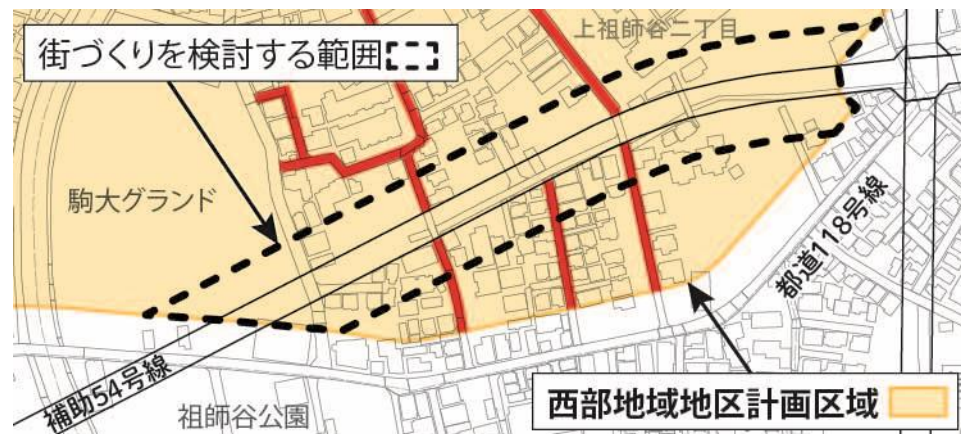 上祖師谷二丁目
街づくりを検討する範囲
駒大グランド
都道118号線
補助54号線
祖師谷公園
西部地域地区計画区域